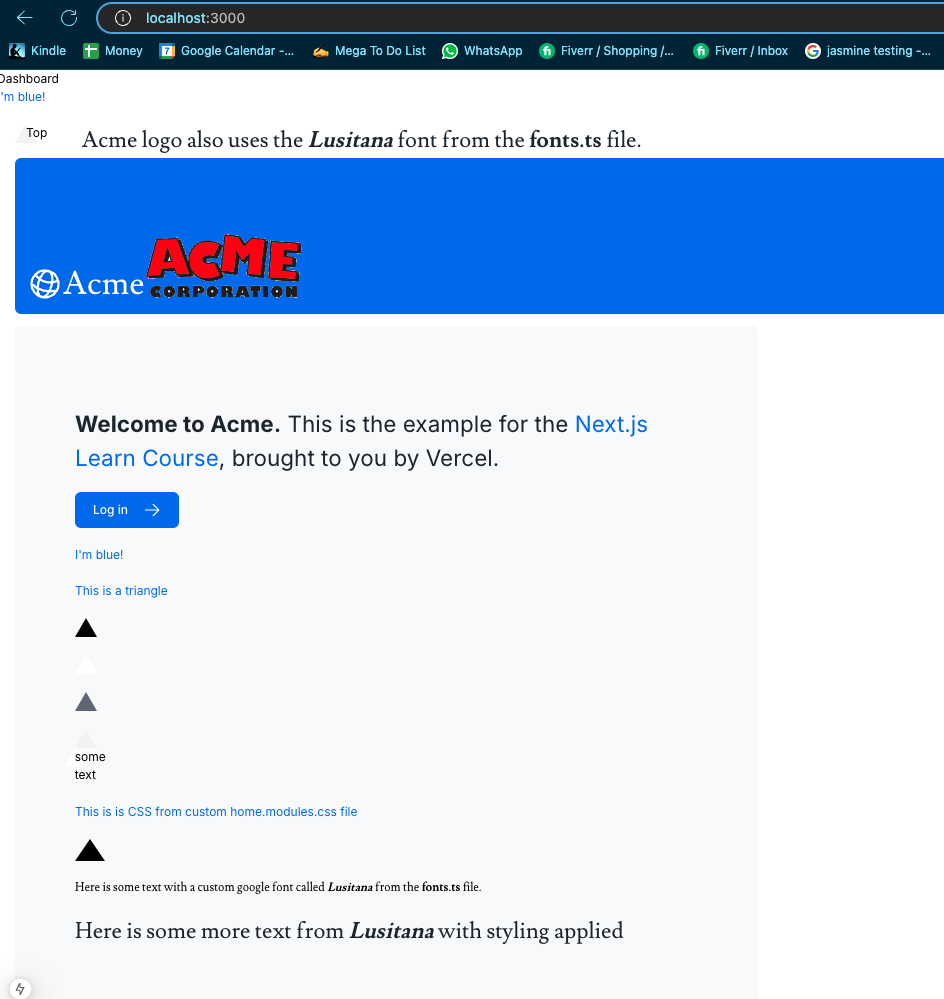 localhost:3000
Kindle Money Google Calendar -... Mega To Do List WhatsApp Fiverr / Shopping /... Fiverr / Inbox jasmine testing -...
Dashboard
'm blue!
Top
Acme logo also uses the Lusitana font from the fonts.ts file.
Acme ACME
CORPORATION
Welcome to Acme. This is the example for the Next.js
Learn Course, brought to you by Vercel.
Log in
I'm blue!
This is a triangle
some
text
This is is CSS from custom home.modules.css file
Here is some text with a custom google font called Lusitana from the fonts.ts file.
Here is some more text from Lusitana with styling applied